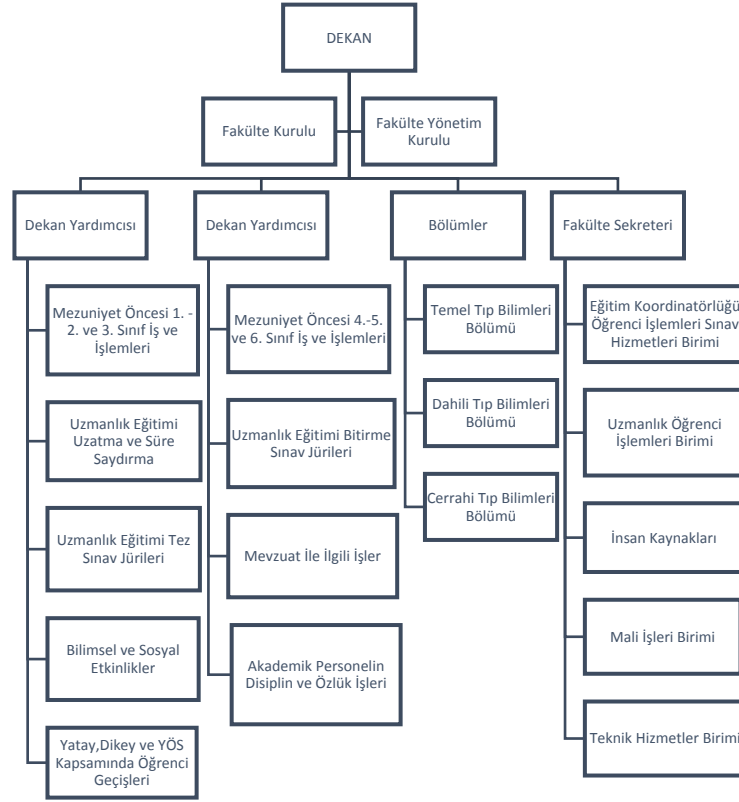 DEKAN
Fakülte Kurulu
Fakülte Yönetim
Kurulu
Dekan Yardımcısı
Mezuniyet Öncesi 1. -
2. ve 3. Sınıf İş ve
İşlemleri
Uzmanlık Eğitimi
Uzatma ve Süre
Saydırma
Uzmanlık Eğitimi Tez
Sınav Jürileri
Bilimsel ve Sosyal
Etkinlikler
Yatay,Dikey ve YÖS
Kapsamında Öğrenci
Geçişleri
Dekan Yardımcısı
Mezuniyet Öncesi 4.-5.
ve 6. Sınıf İş ve İşlemleri
Uzmanlık Eğitimi Bitirme
Sınav Jürileri
Mevzuat İle İlgili İşler
Akademik Personelin
Disiplin ve Özlük İşleri
Bölümler
Temel Tıp Bilimleri
Bölümü
Dahili Tıp Bilimleri
Bölümü
Cerrahi Tıp Bilimleri
Bölümü
Fakülte Sekreteri
Eğitim Koordinatörlüğü
Öğrenci İşlemleri Sınav
Hizmetleri Birimi
Uzmanlık Öğrenci
İşlemleri Birimi
İnsan Kaynakları
Mali İşleri Birimi
Teknik Hizmetler Birimi